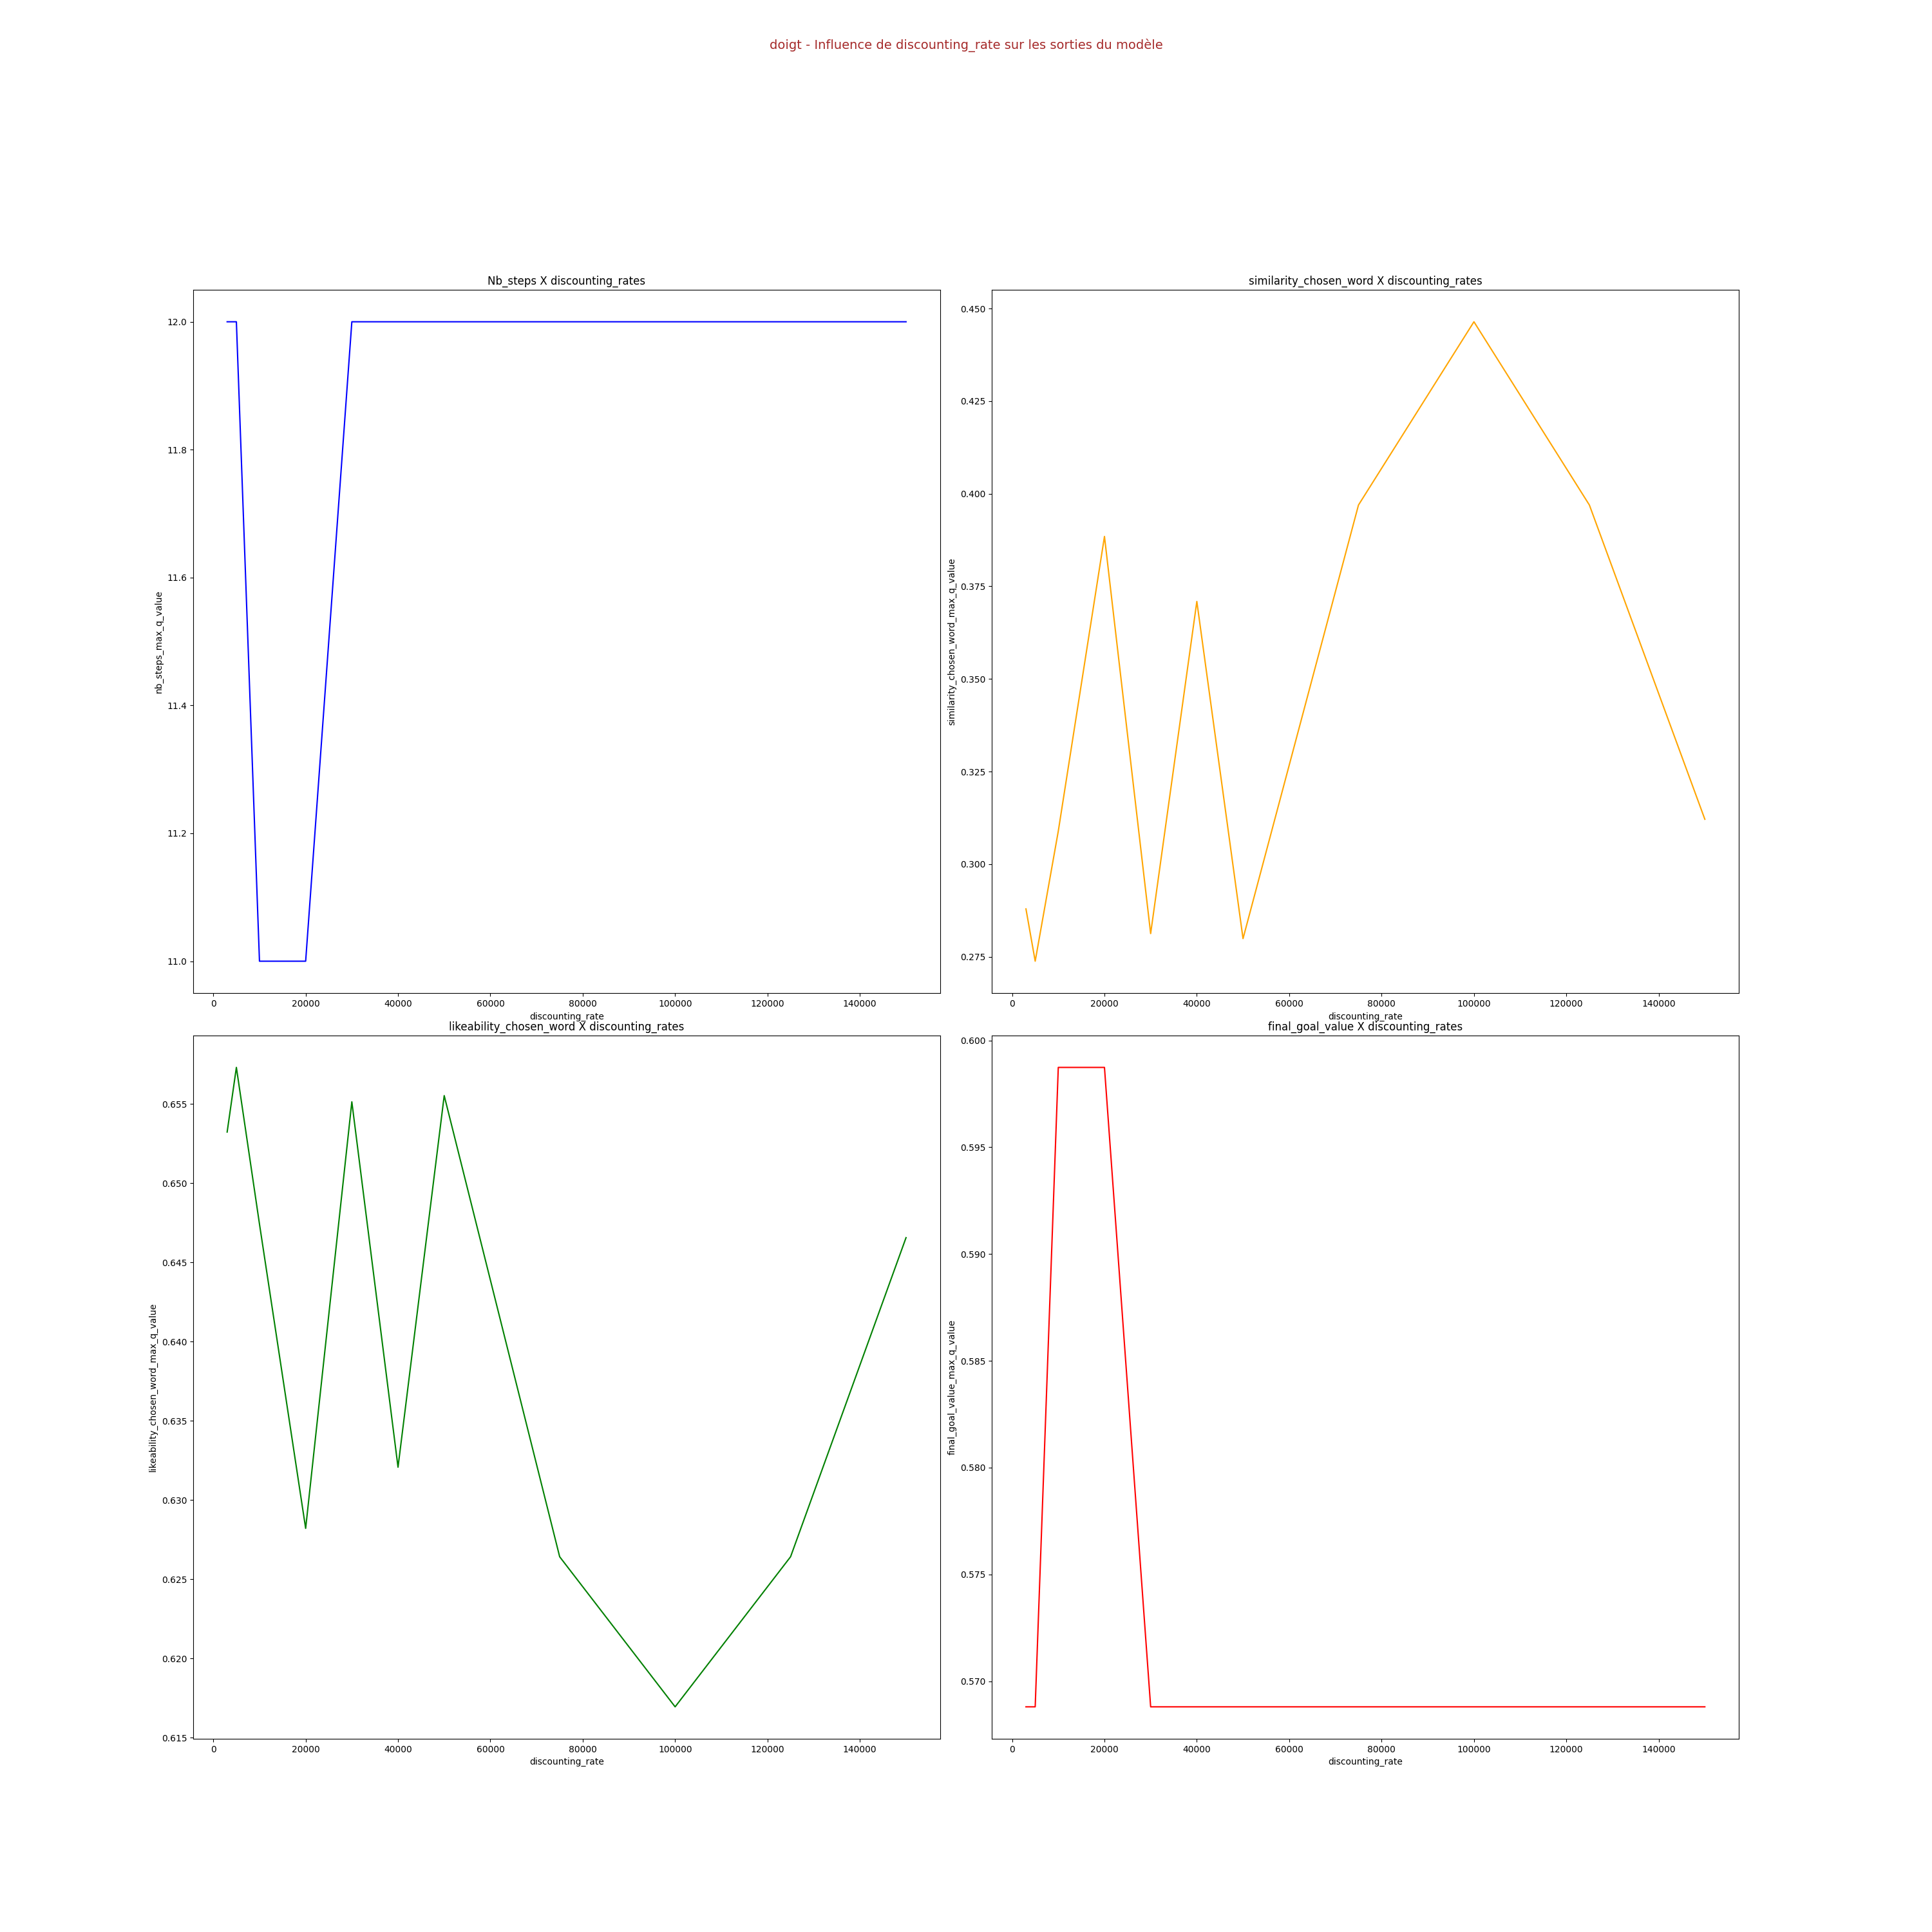 doigt - Influence de discounting_rate sur les sorties du modèle
Nb_steps X discounting_rates
12.0
11.8
11.6
11.4
11.2
11.0
nb_steps_max_q_value
0 20000 40000 60000 80000 100000 120000 140000
discounting_rate
similarity_chosen_word X discounting_rates
0.450
0.425
0.400
0.375
0.350
0.325
0.300
0.275
similarity_chosen_word_max_q_value
0 20000 40000 60000 80000 100000 120000 140000
discounting_rate
likeability_chosen_word X discounting_rates
0.655
0.650
0.645
0.640
0.635
0.630
0.625
0.620
0.615
likeability_chosen_word_max_q_value
0 20000 40000 60000 80000 100000 120000 140000
discounting_rate
final_goal_value X discounting_rates
0.600
0.595
0.590
0.585
0.580
0.575
0.570
final_goal_value_max_q_value
0 20000 40000 60000 80000 100000 120000 140000
discounting_rate